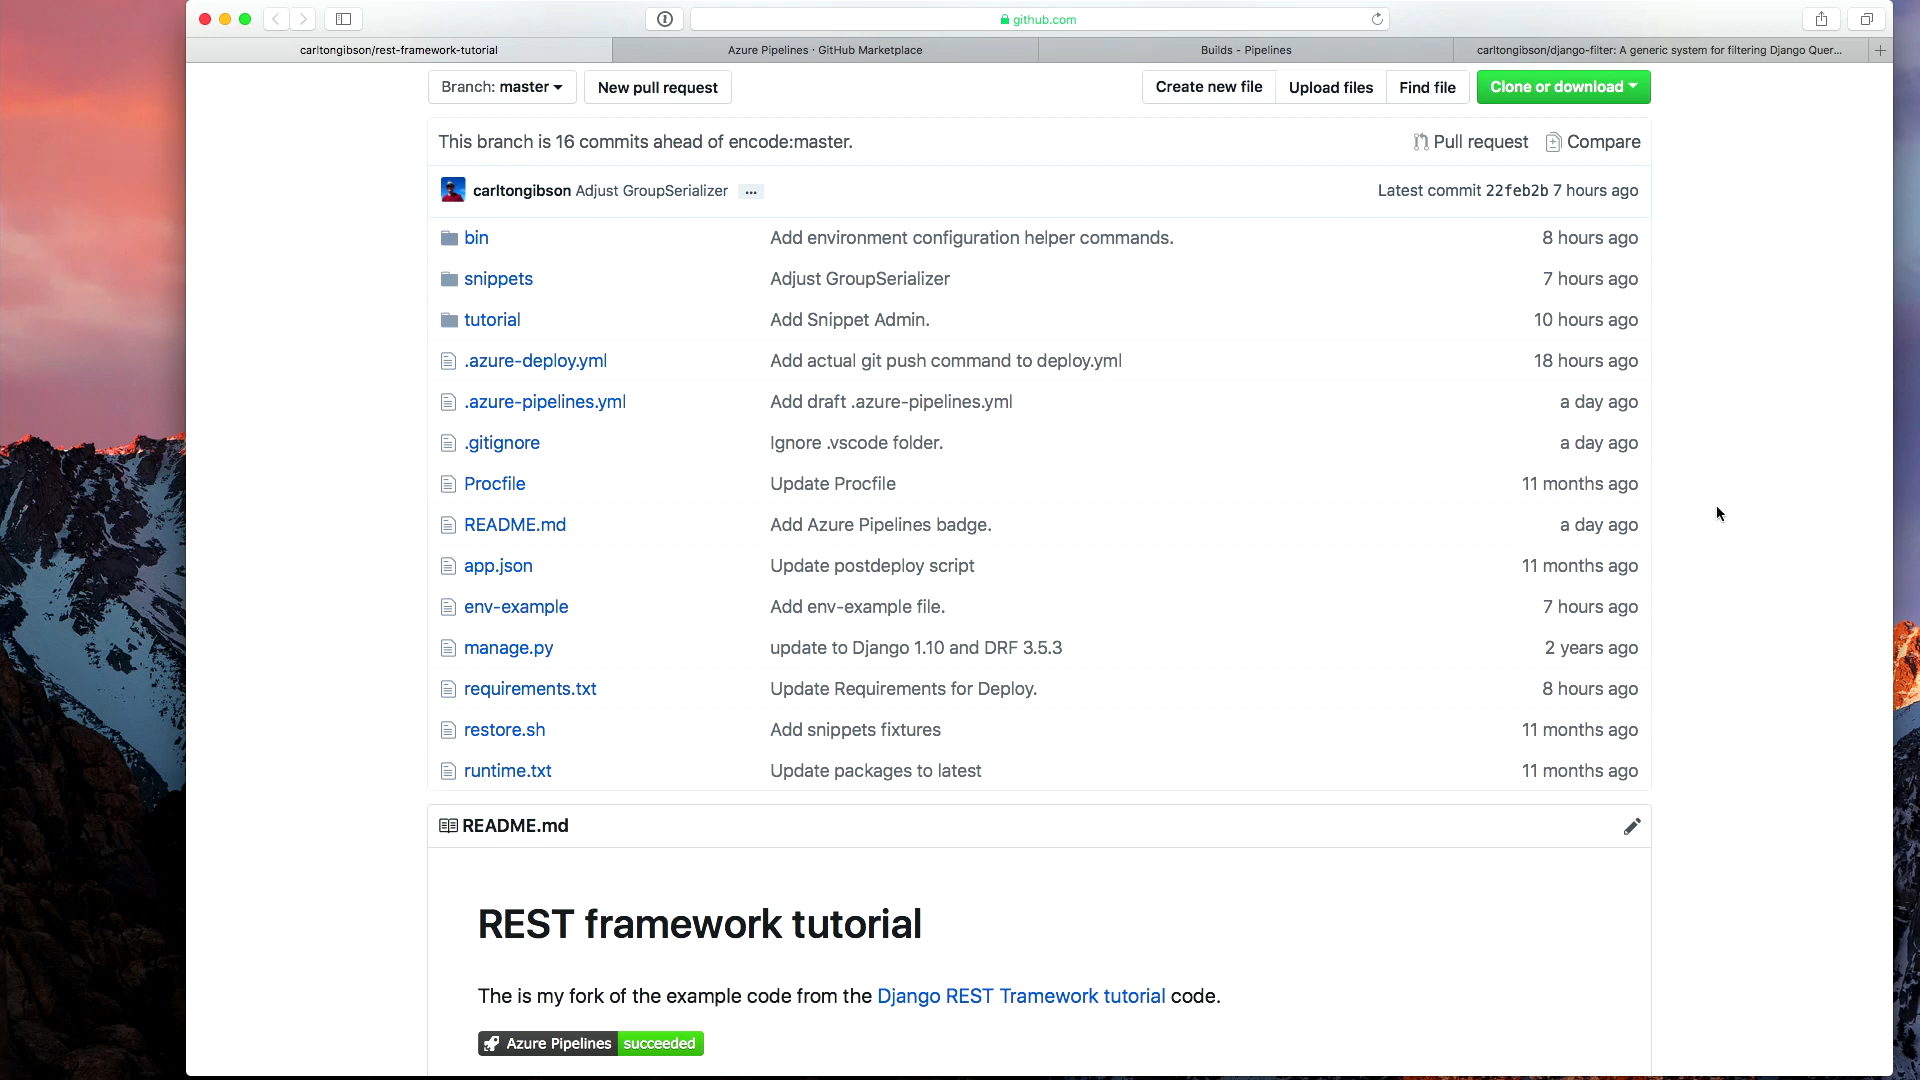 github.com
carltongibson/rest-framework-tutorial
Azure Pipelines · GitHub Marketplace
Builds - Pipelines
carltongibson/django-filter: A generic system for filtering Django Quer...
Branch: master
New pull request
Create new file
Upload files
Find file
Clone or download
This branch is 16 commits ahead of encode:master.
Pull request
Compare
carltongibson Adjust GroupSerializer ...
Latest commit 22feb2b 7 hours ago
bin Add environment configuration helper commands. 8 hours ago
snippets Adjust GroupSerializer 7 hours ago
tutorial Add Snippet Admin. 10 hours ago
.azure-deploy.yml Add actual git push command to deploy.yml 18 hours ago
.azure-pipelines.yml Add draft .azure-pipelines.yml a day ago
.gitignore Ignore .vscode folder. a day ago
Procfile Update Procfile 11 months ago
README.md Add Azure Pipelines badge. a day ago
app.json Update postdeploy script 11 months ago
env-example Add env-example file. 7 hours ago
manage.py update to Django 1.10 and DRF 3.5.3 2 years ago
requirements.txt Update Requirements for Deploy. 8 hours ago
restore.sh Add snippets fixtures 11 months ago
runtime.txt Update packages to latest 11 months ago
README.md
REST framework tutorial
The is my fork of the example code from the Django REST Tramework tutorial code.
Azure Pipelines succeeded